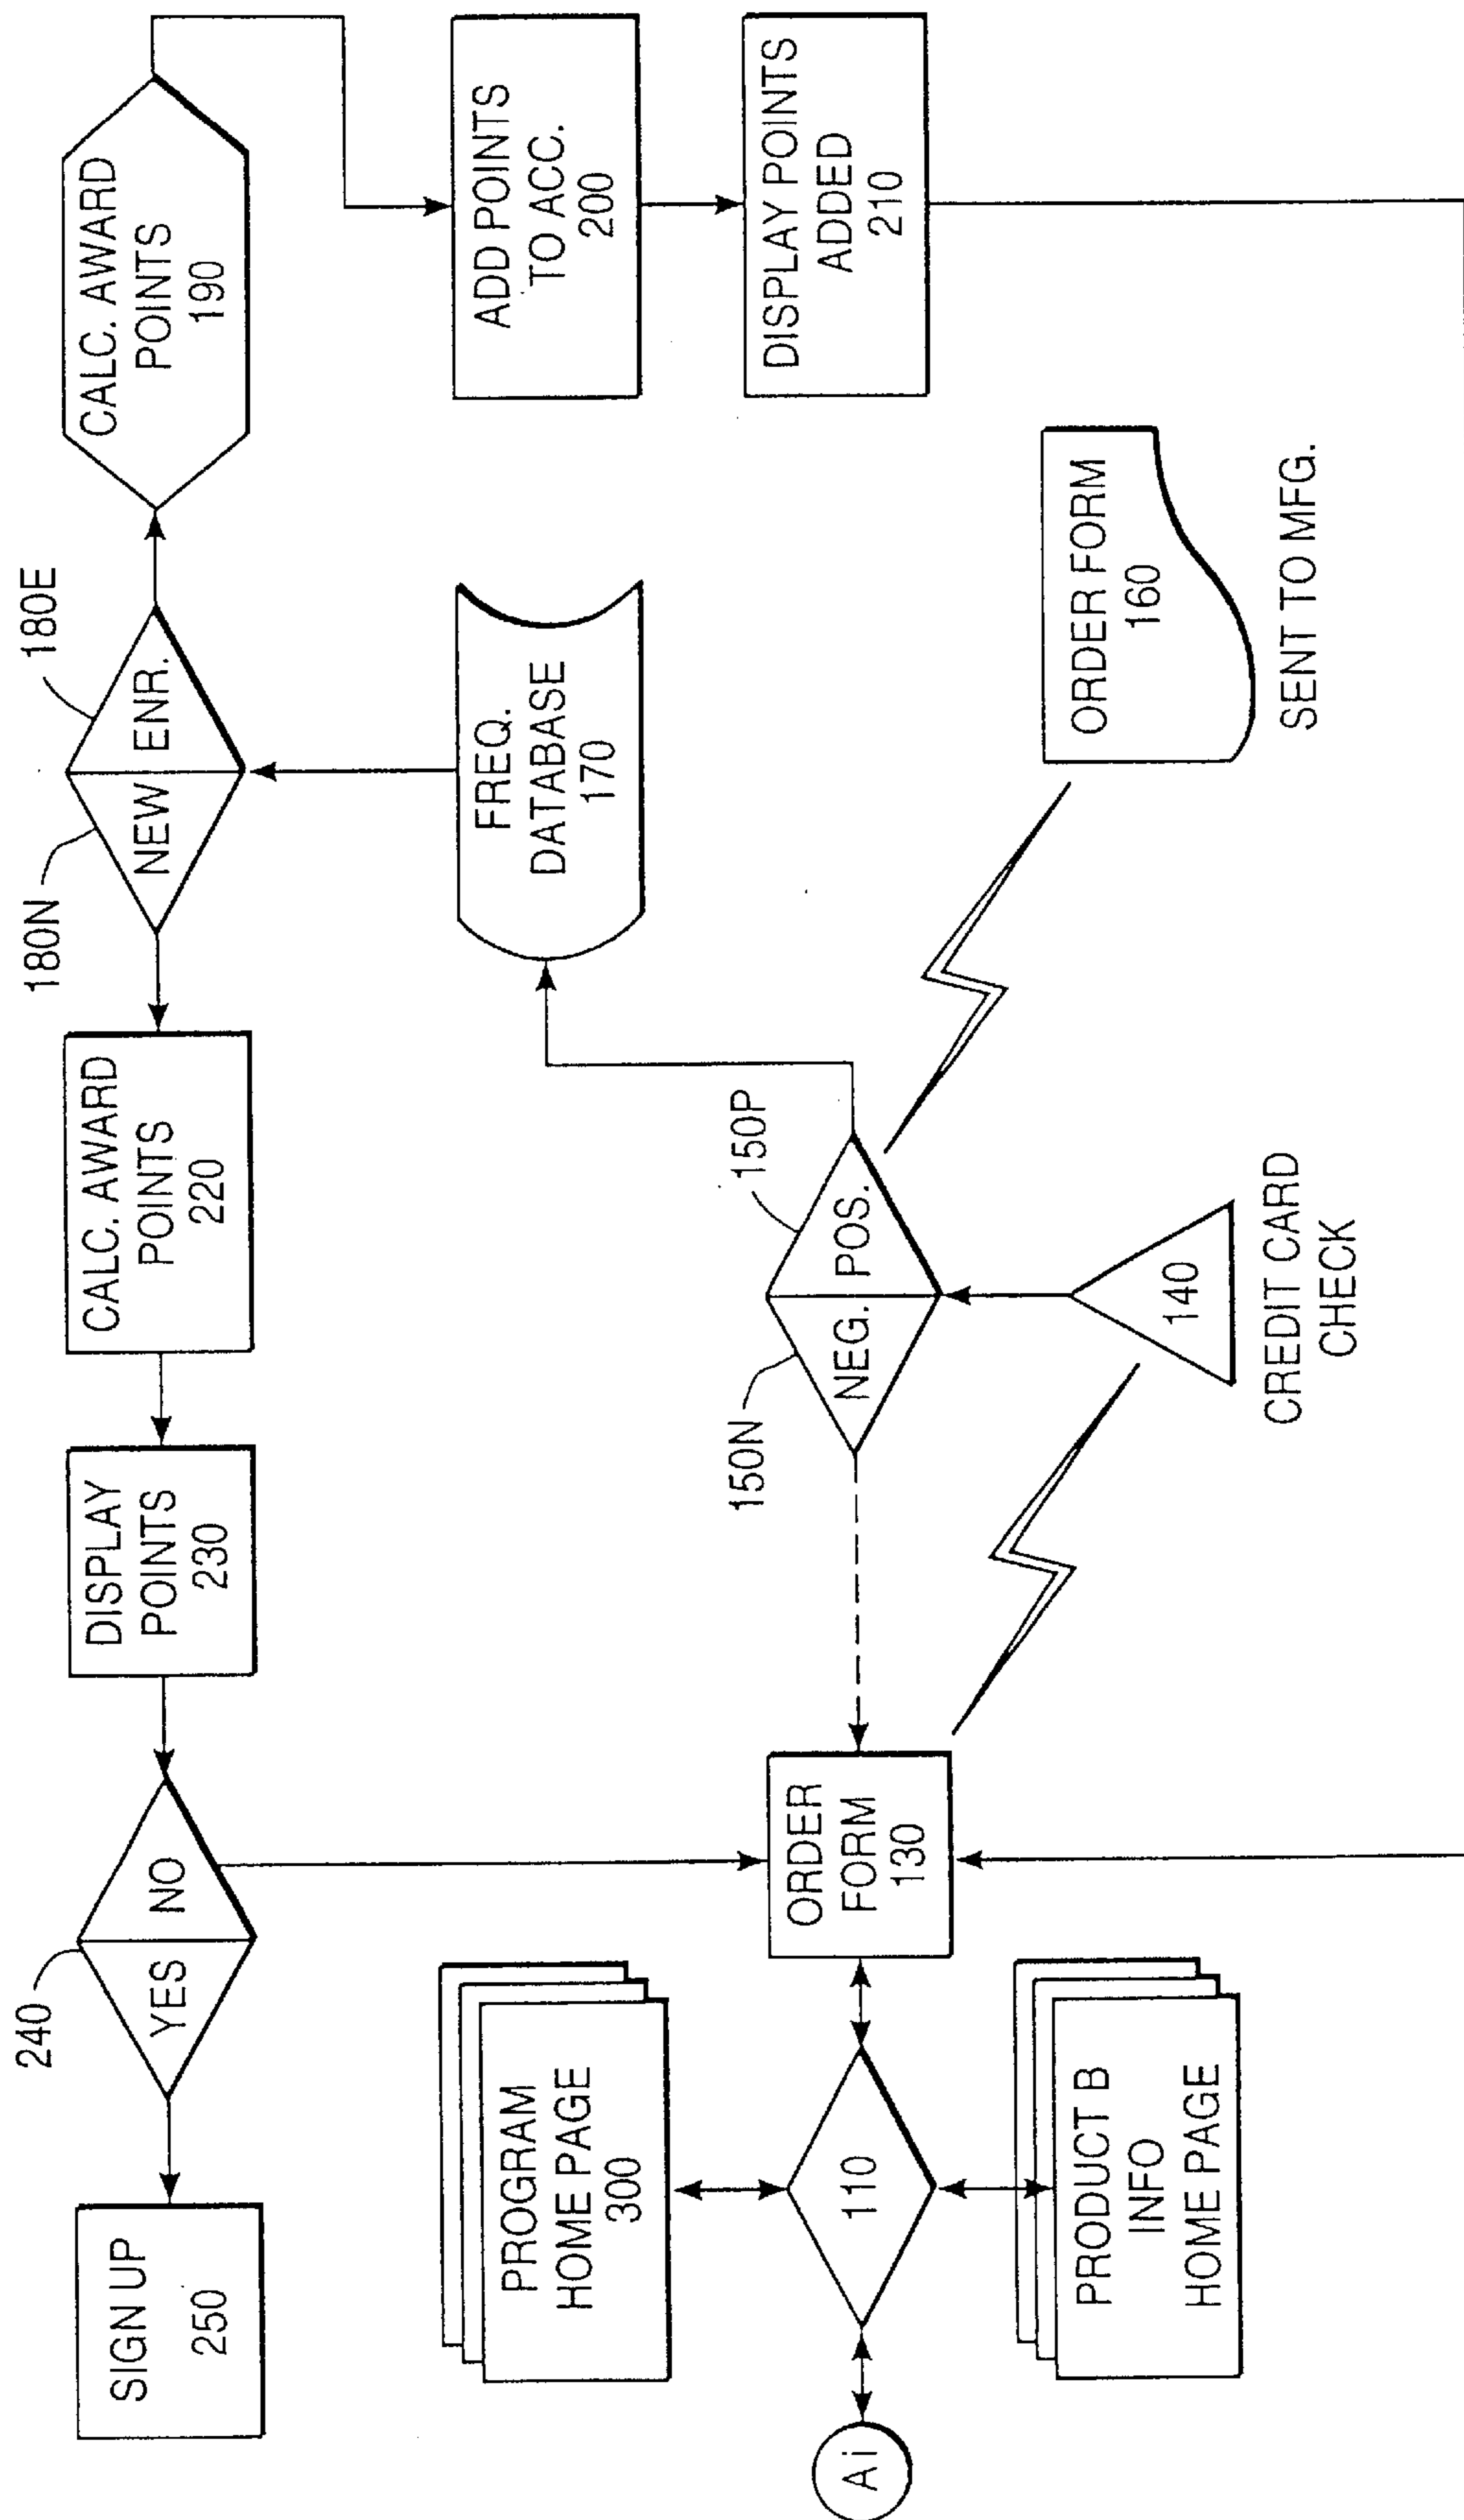 240
YES
NO
SIGN UP
250
DISPLAY
POINTS
230
CALC. AWARD
POINTS
220
180N
180E
NEW
ENR.
CALC. AWARD
POINTS
190
PROGRAM
HOME PAGE
300
FREQ.
DATABASE
170
ADD POINTS
TO ACC.
200
Ai
110
ORDER
FORM
130
150N
150P
NEG.
POS.
DISPLAY POINTS
ADDED
210
PRODUCT B
INFO
HOME PAGE
140
CREDIT CARD
CHECK
ORDER FORM
160
SENT TO MFG.